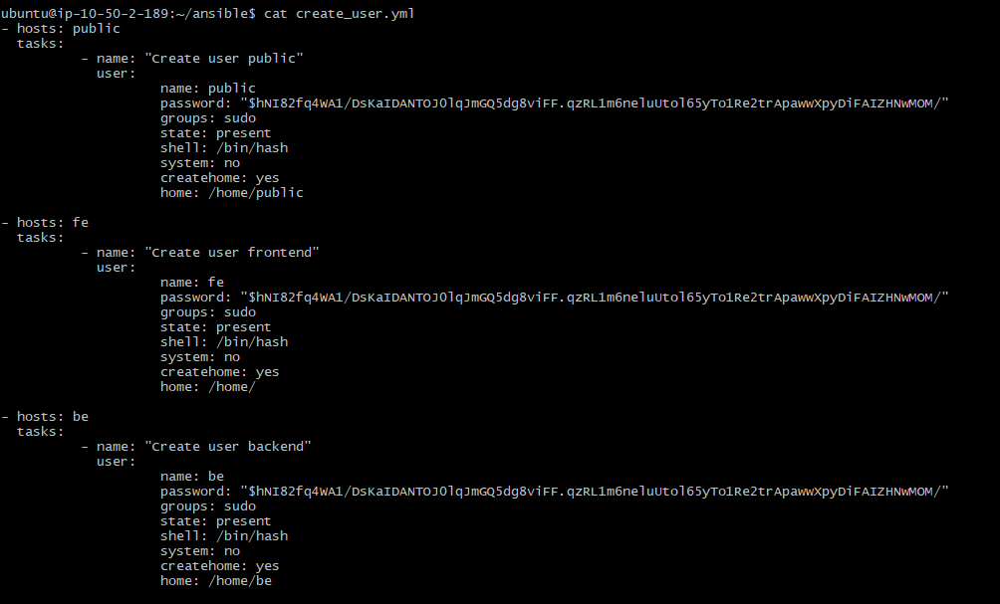 ubuntu@ip-10-50-2-189:~/ansible$ cat create_user.yml
- hosts: public
  tasks:
          - name: "Create user public"
            user:
                    name: public
                    password: "$hNI82fq4WA1/DsKaIDANTOJ0lqJmGQ5dg8viFF.qzRL1m6neluUtol65yTo1Re2trApawwXpyDiFAIZHNwMOM/"
                    groups: sudo
                    state: present
                    shell: /bin/hash
                    system: no
                    createhome: yes
                    home: /home/public

- hosts: fe
  tasks:
          - name: "Create user frontend"
            user:
                    name: fe
                    password: "$hNI82fq4WA1/DsKaIDANTOJ0lqJmGQ5dg8viFF.qzRL1m6neluUtol65yTo1Re2trApawwXpyDiFAIZHNwMOM/"
                    groups: sudo
                    state: present
                    shell: /bin/hash
                    system: no
                    createhome: yes
                    home: /home/

- hosts: be
  tasks:
          - name: "Create user backend"
            user:
                    name: be
                    password: "$hNI82fq4WA1/DsKaIDANTOJ0lqJmGQ5dg8viFF.qzRL1m6neluUtol65yTo1Re2trApawwXpyDiFAIZHNwMOM/"
                    groups: sudo
                    state: present
                    shell: /bin/hash
                    system: no
                    createhome: yes
                    home: /home/be